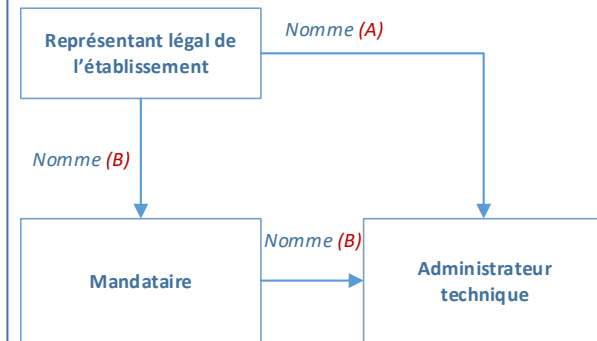 Représentant légal de
l'établissement
Nomme (A)
Nomme (B)
Mandataire
Nomme (B)
Administrateur
technique